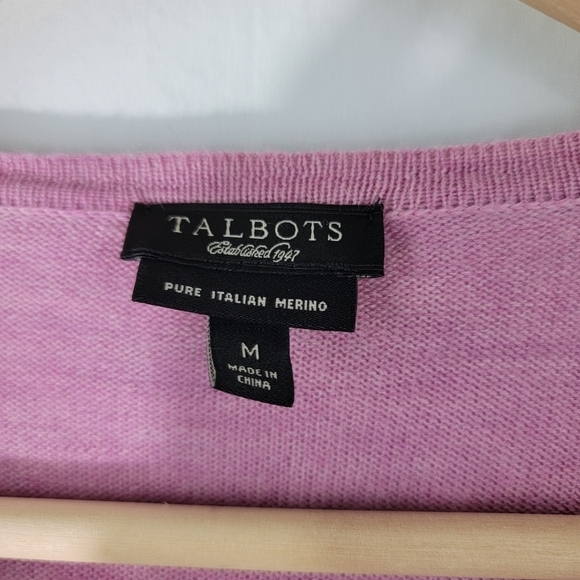 TALBOTS
Established 1947
PURE ITALIAN MERINO
M
MADE IN
CHINA